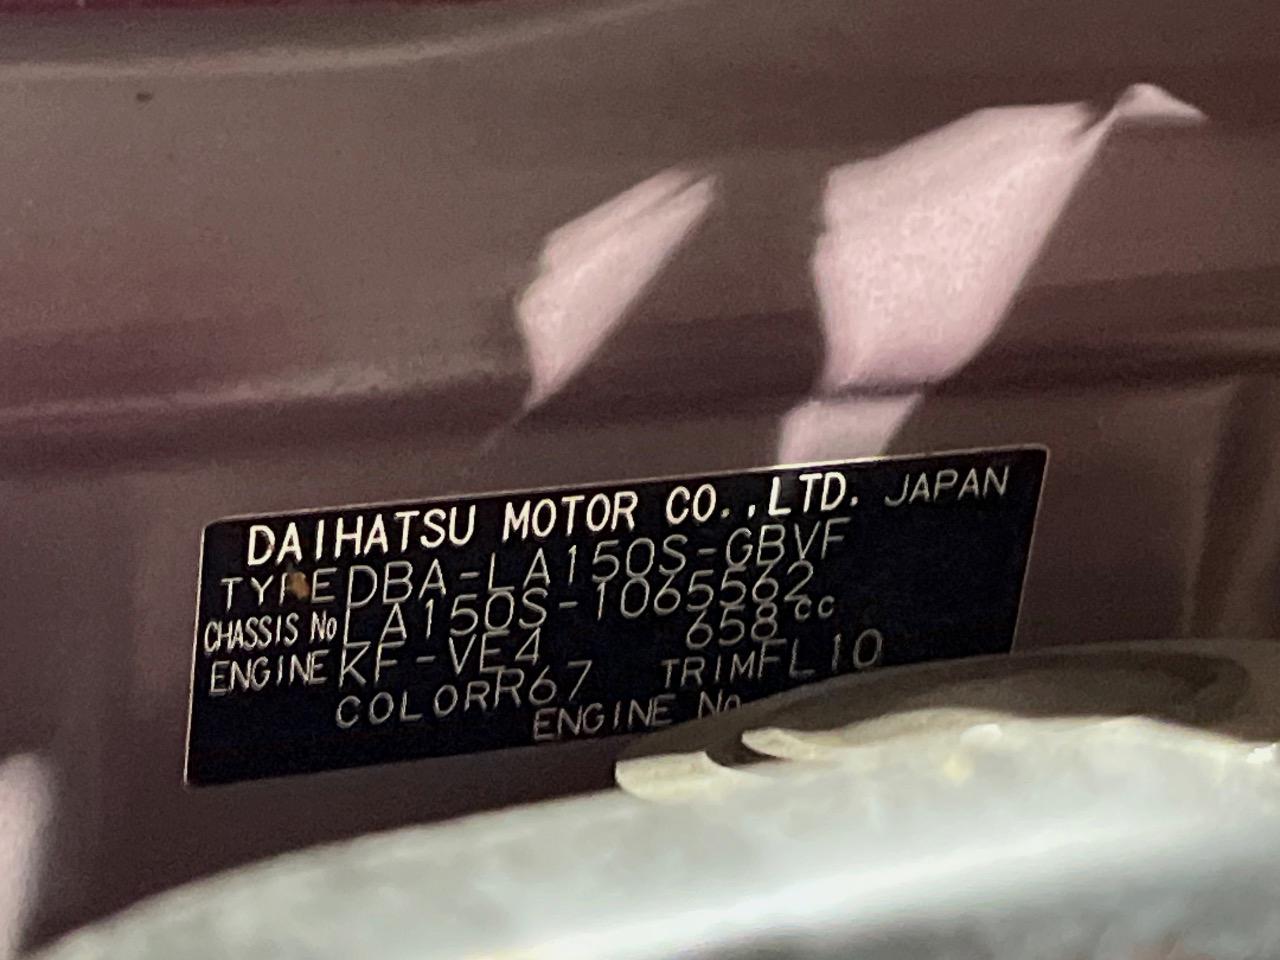 DAIHATSU MOTOR CO.,LTD. JAPAN
TYPE DBA-LA150S-GBVF
CHASSIS No LA150S-1065562
ENGINE KF-VE4 658cc
COLOR R67 TRIM FL10
ENGINE No